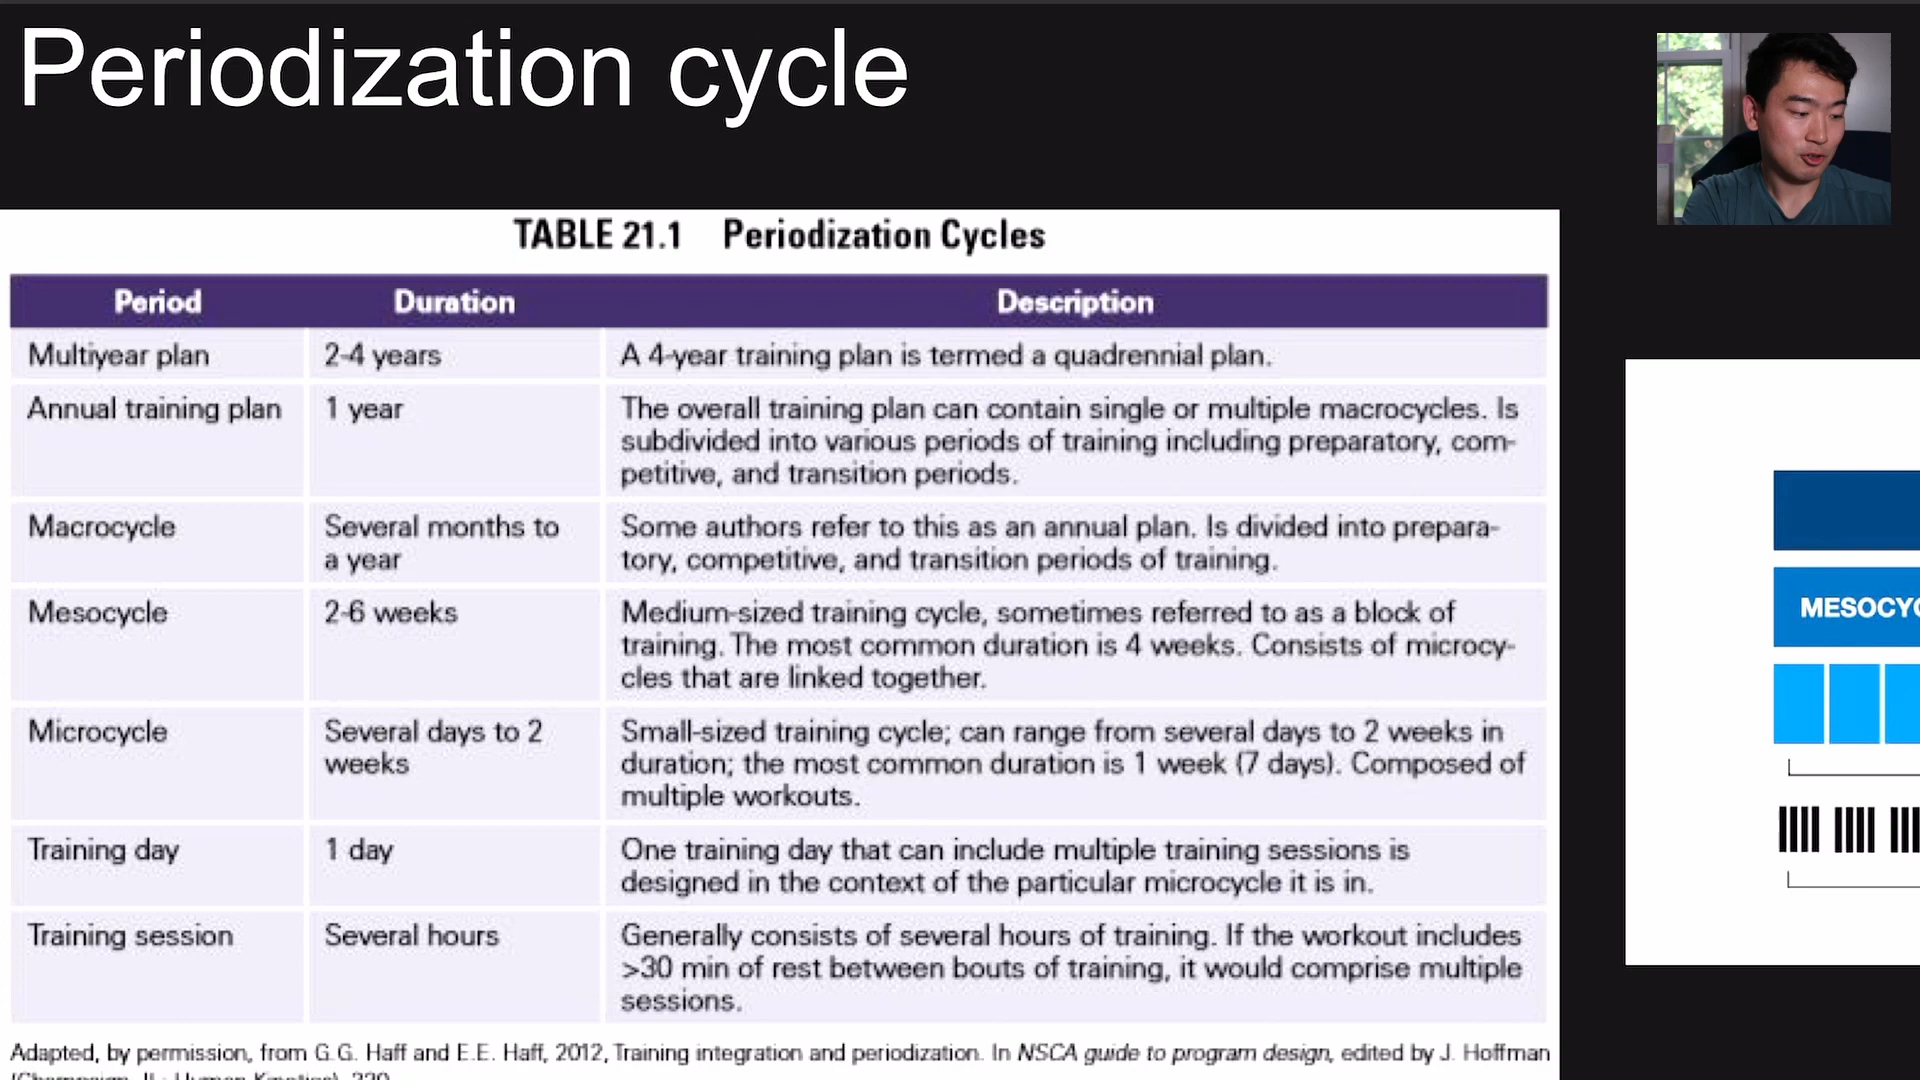 Periodization cycle
TABLE 21.1 Periodization Cycles
Period Duration Description
Multiyear plan 2-4 years A 4-year training plan is termed a quadrennial plan.
Annual training plan 1 year The overall training plan can contain single or multiple macrocycles. Is
subdivided into various periods of training including preparatory, com-
petitive, and transition periods.
Macrocycle Several months to Some authors refer to this as an annual plan. Is divided into prepara-
a year tory, competitive, and transition periods of training.
Mesocycle 2-6 weeks Medium-sized training cycle, sometimes referred to as a block of
training. The most common duration is 4 weeks. Consists of microcy-
cles that are linked together.
Microcycle Several days to 2 Small-sized training cycle; can range from several days to 2 weeks in
weeks duration; the most common duration is 1 week (7 days). Composed of
multiple workouts.
Training day 1 day One training day that can include multiple training sessions is
designed in the context of the particular microcycle it is in.
Training session Several hours Generally consists of several hours of training. If the workout includes
>30 min of rest between bouts of training, it would comprise multiple
sessions.
Adapted, by permission, from G.G. Haff and E.E. Haff, 2012, Training integration and periodization. In NSCA guide to program design, edited by J. Hoffman
MESOCYC